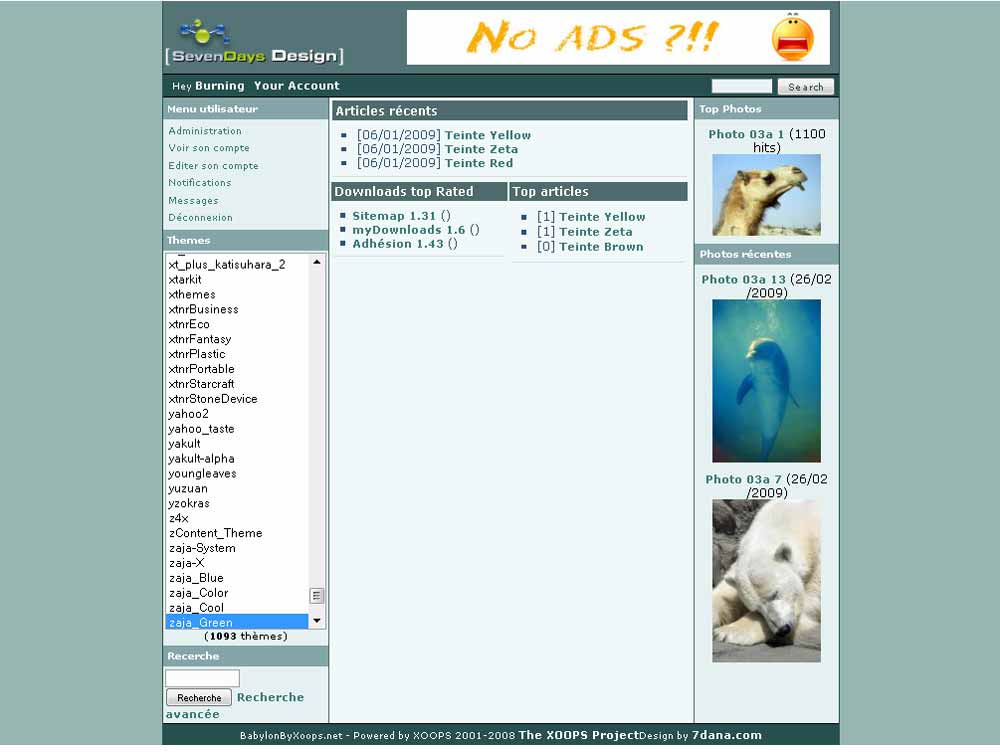 [SevenDays Design]
No ADS ?!!
Hey Burning Your Account
Search
Menu utilisateur
Administration
Voir son compte
Editer son compte
Notifications
Messages
Déconnexion
Themes
xt_plus_katisuhara_2
xtarkit
xthemes
xtnrBusiness
xtnrEco
xtnrFantasy
xtnrPlastic
xtnrPortable
xtnrStarcraft
xtnrStoneDevice
yahoo2
yahoo_taste
yakult
yakult-alpha
youngleaves
yuzuan
yzokras
z4x
zContent_Theme
zaja-System
zaja-X
zaja_Blue
zaja_Color
zaja_Cool
zaja_Green
(1093 thèmes)
Recerche
Recherche Recherche
avancée
Articles récents
[06/01/2009] Teinte Yellow
[06/01/2009] Teinte Zeta
[06/01/2009] Teinte Red
Downloads top Rated
Sitemap 1.31 ()
myDownloads 1.6 ()
Adhésion 1.43 ()
Top articles
[1] Teinte Yellow
[1] Teinte Zeta
[0] Teinte Brown
Top Photos
Photo 03a 1 (1100
hits)
Photos récentes
Photo 03a 13 (26/02
/2009)
Photo 03a 7 (26/02
/2009)
BabylonByXoops.net - Powered by XOOPS 2001-2008 The XOOPS ProjectDesign by 7dana.com